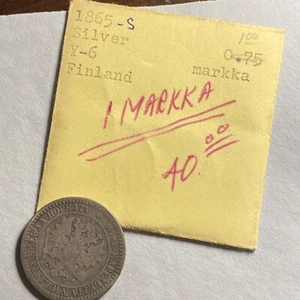 1865-S
Silver 1.00
Y-6 0.75
Finland markka
1 MARKKA
40.00